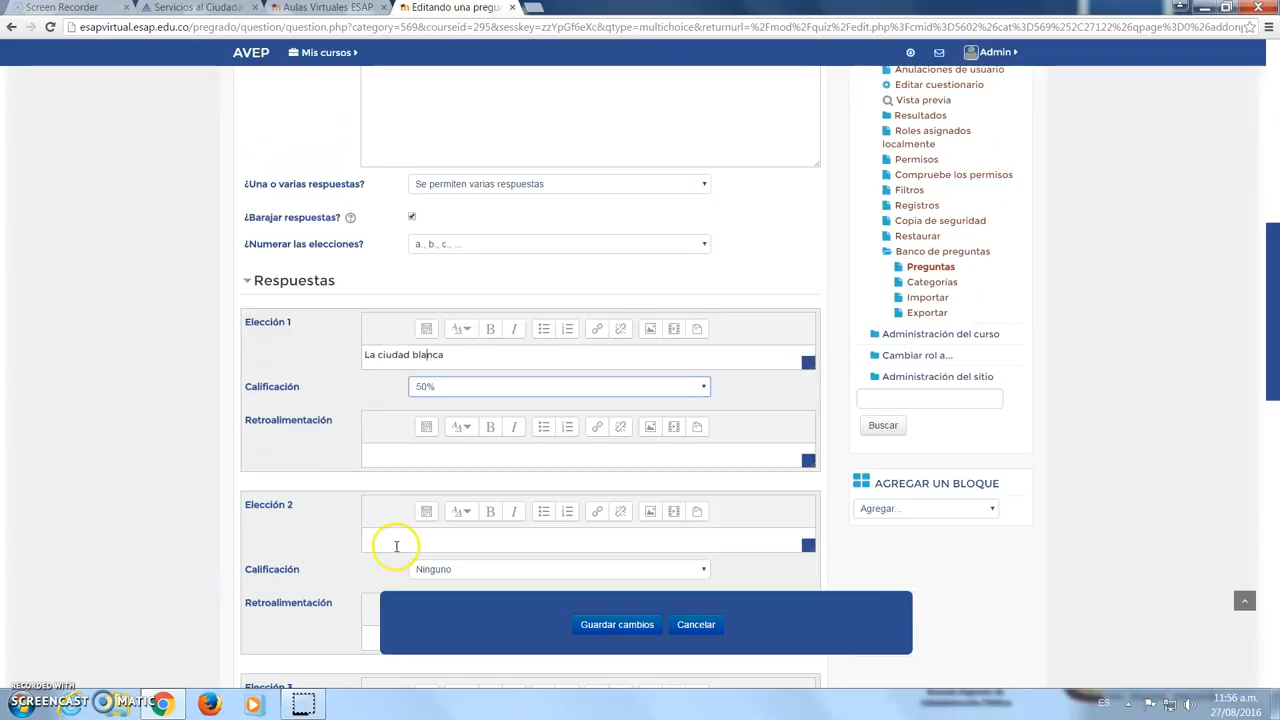 Screen Recorder
Servicios al Ciudadan
Aulas Virtuales ESAP
Editando una pregu
esapvirtual.esap.edu.co/pregrado/question/question.php?category=569&courseid=295&sesskey=zzYpGf6eXc&qtype=multichoice&returnurl=%2Fmod%2Fquiz%2Fedit.php%3Fcmid%3D5602%26cat%3D569%252C27122%26qpage%3D0%26addonp
AVEP
Mis cursos
Admin
Anulaciones de usuario
Editar cuestionario
Vista previa
Resultados
Roles asignados
localmente
Permisos
Compruebe los permisos
Filtros
Registros
Copia de seguridad
Restaurar
Banco de preguntas
Preguntas
Categorías
Importar
Exportar
Administración del curso
Cambiar rol a...
Administración del sitio
Buscar
AGREGAR UN BLOQUE
Agregar...
¿Una o varias respuestas?
Se permiten varias respuestas
¿Barajar respuestas?
¿Numerar las elecciones?
a., b., c., ...
Respuestas
Elección 1
La ciudad blanca
Calificación
50%
Retroalimentación
Elección 2
Calificación
Ninguno
Retroalimentación
Guardar cambios
Cancelar
Elección 3
RECORDED WITH
SCREENCAST MATIC
ES
11:56 a.m.
27/08/2016